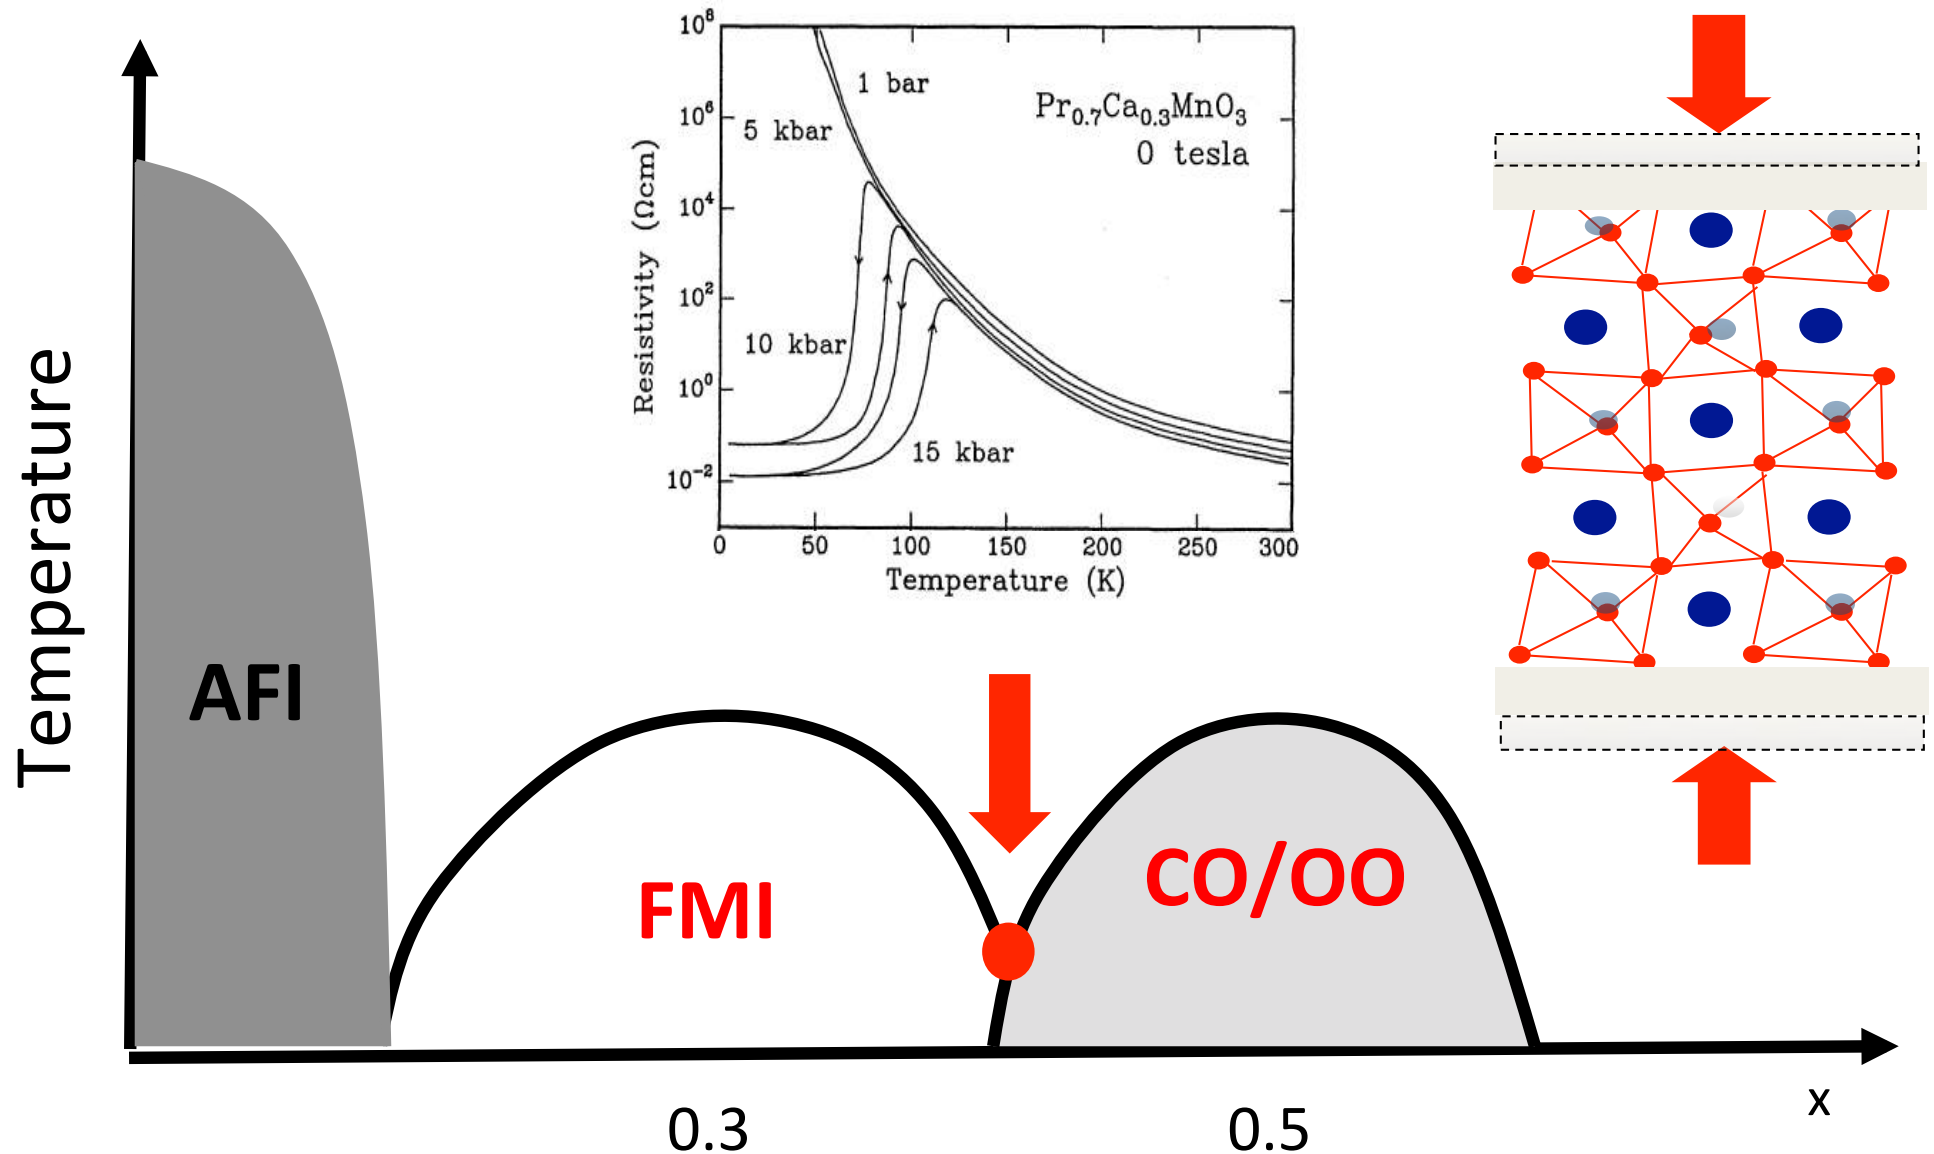 10⁸
10⁶
10⁴
10²
10⁰
10⁻²
Resistivity (Ωcm)
1 bar
5 kbar
Pr₀.₇Ca₀.₃MnO₃
0 tesla
10 kbar
15 kbar
0 50 100 150 200 250 300
Temperature (K)
Temperature
AFI
FMI
CO/OO
x
0.3 0.5